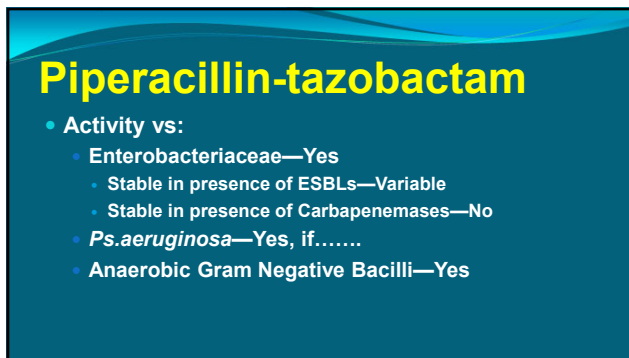 Piperacillin-tazobactam
• Activity vs:
• Enterobacteriaceae—Yes
• Stable in presence of ESBLs—Variable
• Stable in presence of Carbapenemases—No
• Ps.aeruginosa—Yes, if.......
• Anaerobic Gram Negative Bacilli—Yes